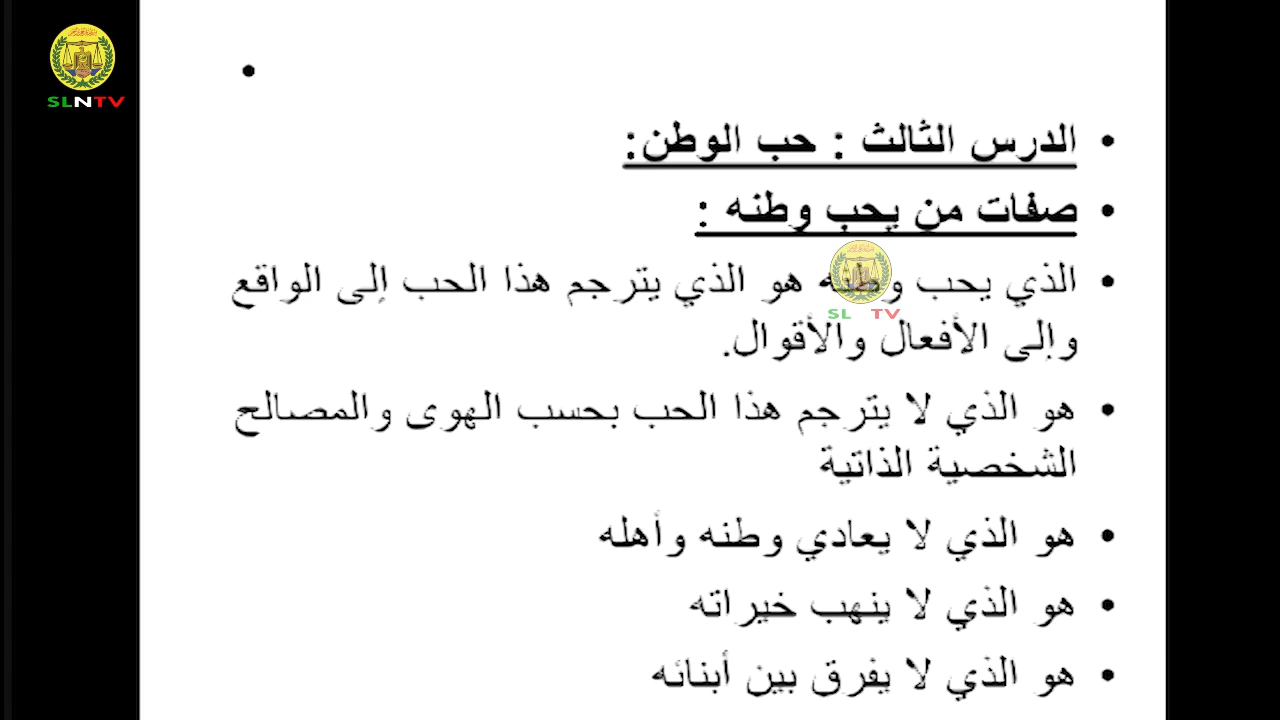 SLNTV
الدرس الثالث : حب الوطن:
صفات من يحب وطنه :
الذي يحب وطنه هو الذي يترجم هذا الحب إلى الواقع
SL TV
وإلى الأفعال والأقوال.
هو الذي لا يترجم هذا الحب بحسب الهوى والمصالح
الشخصية الذاتية
هو الذي لا يعادي وطنه وأهله
هو الذي لا ينهب خيراته
هو الذي لا يفرق بين أبنائه